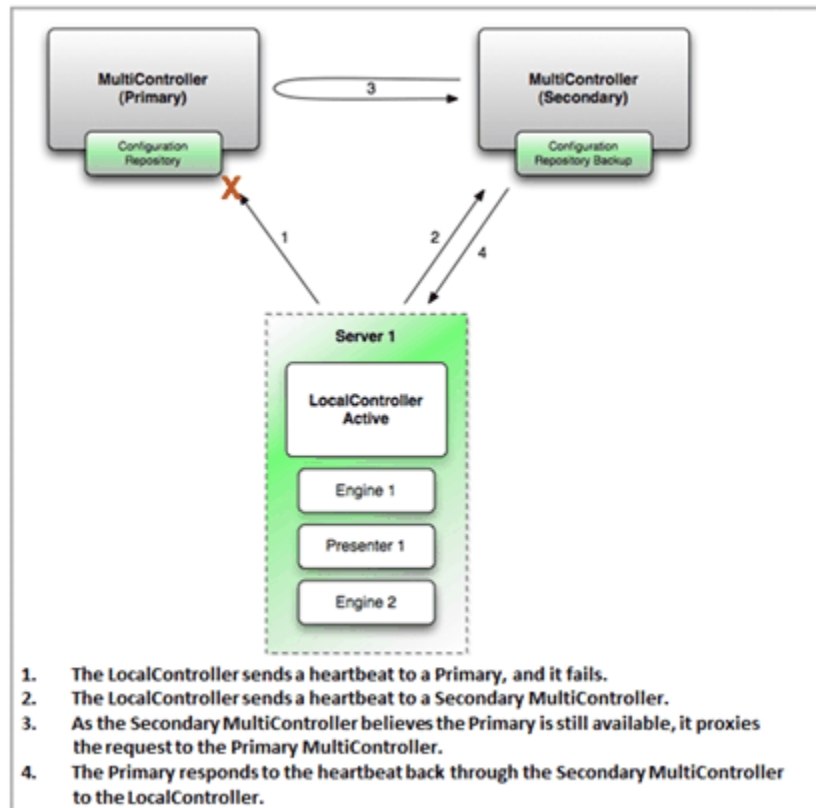 MultiController
(Primary)
Configuration
Repository
3
MultiController
(Secondary)
Configuration
Repository Backup
X
1
2
4
Server 1
LocalController
Active
Engine 1
Presenter 1
Engine 2
1. The LocalController sends a heartbeat to a Primary, and it fails.
2. The LocalController sends a heartbeat to a Secondary MultiController.
3. As the Secondary MultiController believes the Primary is still available, it proxies
the request to the Primary MultiController.
4. The Primary responds to the heartbeat back through the Secondary MultiController
to the LocalController.